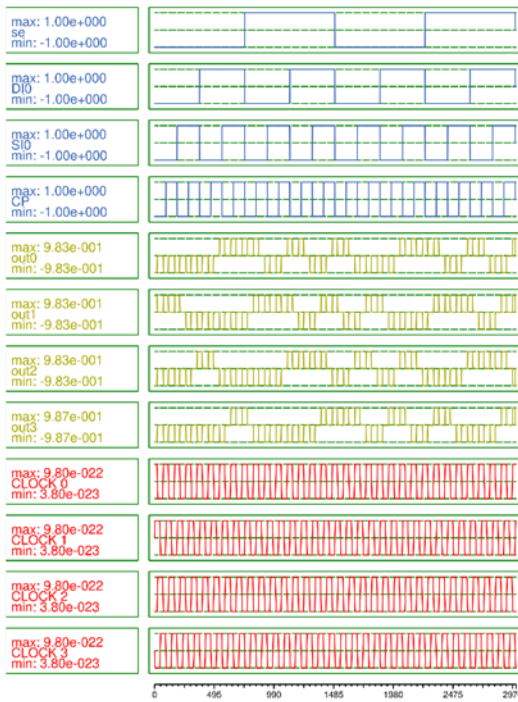 max: 1.00e+000
se
min: -1.00e+000
max: 1.00e+000
DI0
min: -1.00e+000
max: 1.00e+000
SI0
min: -1.00e+000
max: 1.00e+000
CP
min: -1.00e+000
max: 9.83e-001
out0
min: -9.83e-001
max: 9.83e-001
out1
min: -9.83e-001
max: 9.83e-001
out2
min: -9.83e-001
max: 9.87e-001
out3
min: -9.87e-001
max: 9.80e-022
CLOCK 0
min: 3.80e-023
max: 9.80e-022
CLOCK 1
min: 3.80e-023
max: 9.80e-022
CLOCK 2
min: 3.80e-023
max: 9.80e-022
CLOCK 3
min: 3.80e-023
0 495 990 1485 1980 2475